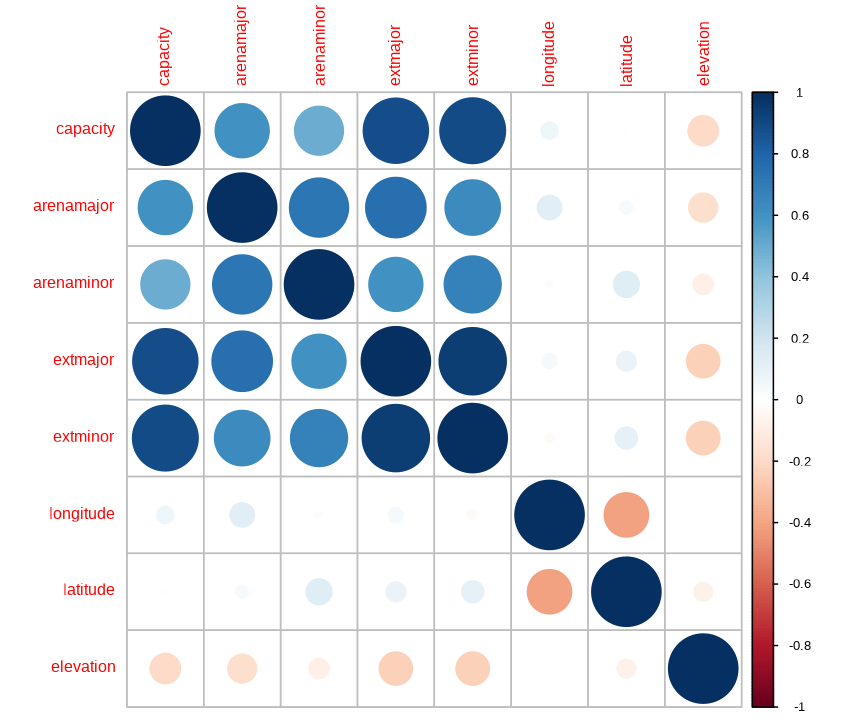 capacity
arenamajor
arenaminor
extmajor
extminor
longitude
latitude
elevation
capacity
arenamajor
arenaminor
extmajor
extminor
longitude
latitude
elevation
1
0.8
0.6
0.4
0.2
0
-0.2
-0.4
-0.6
-0.8
-1